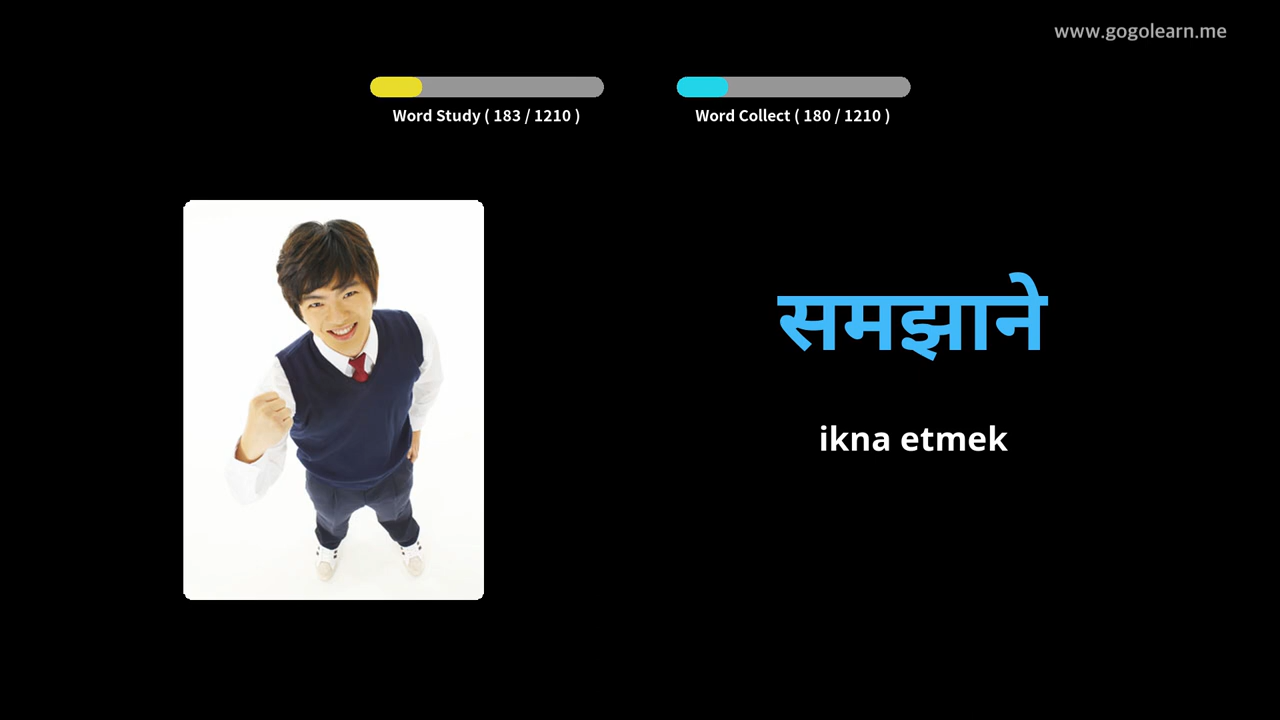 www.gogolearn.me
Word Study ( 183 / 1210 )
Word Collect ( 180 / 1210 )
समझाने
ikna etmek